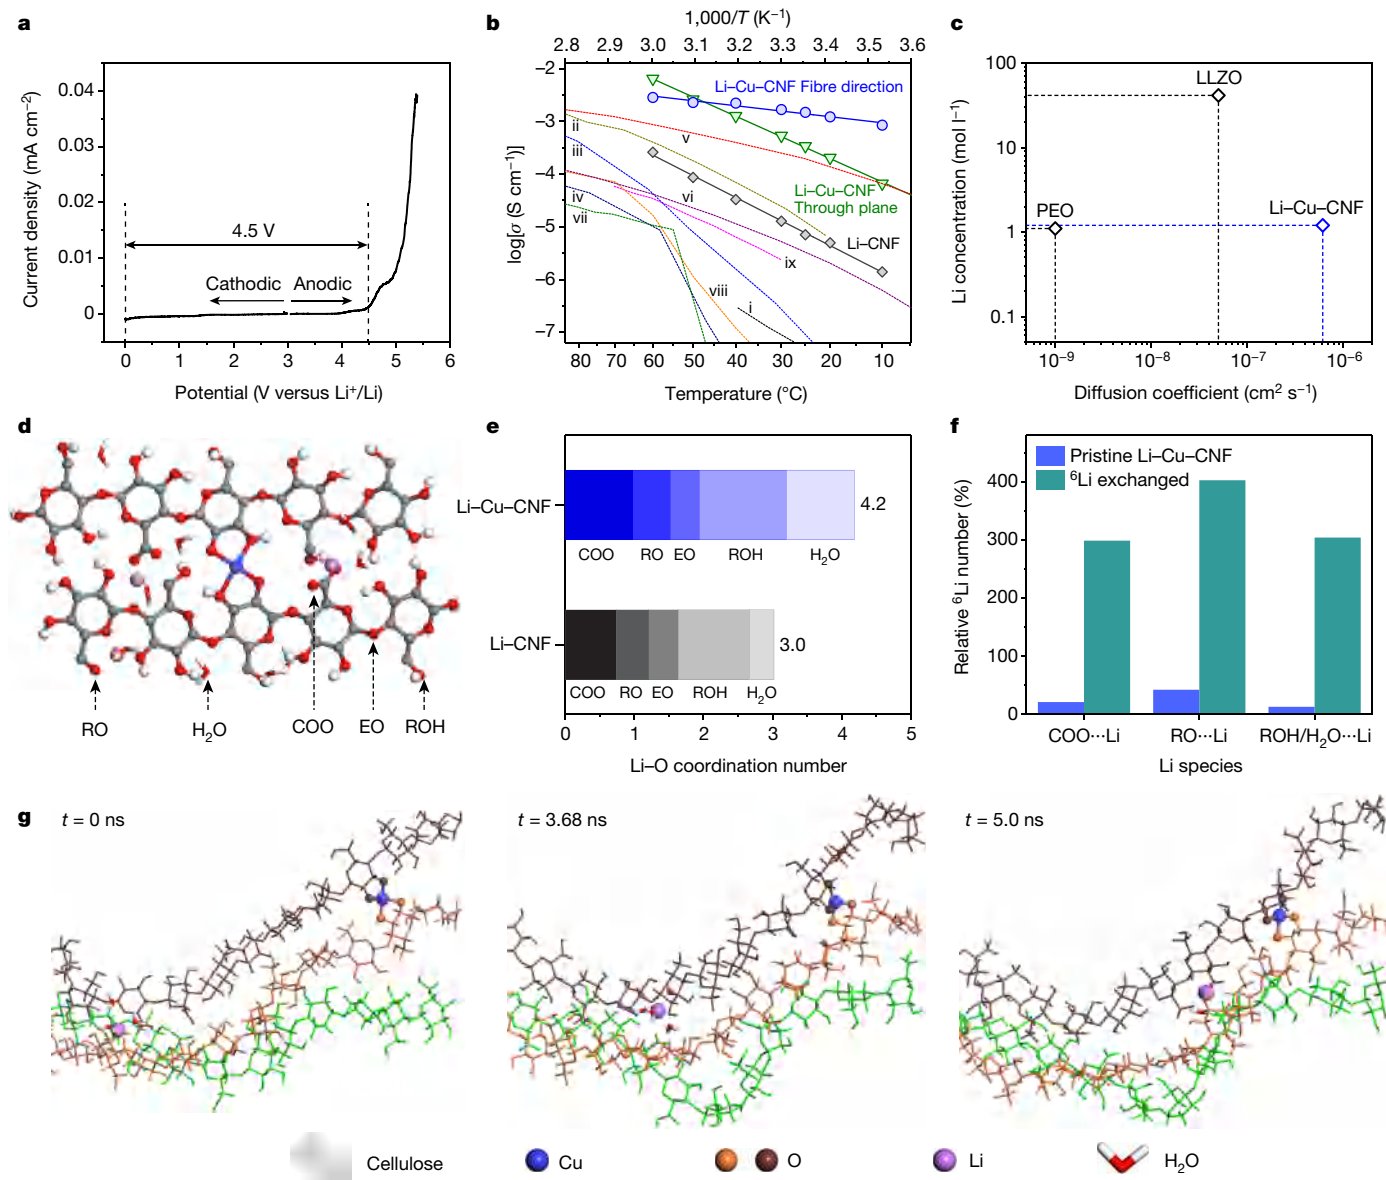 a
0.04
0.03
0.02
0.01
0
Current density (mA cm⁻²)
4.5 V
Cathodic Anodic
0 1 2 3 4 5 6
Potential (V versus Li⁺/Li)
b
1,000/T (K⁻¹)
2.8 2.9 3.0 3.1 3.2 3.3 3.4 3.6
–2
–3
–4
–5
–6
–7
log[σ (S cm⁻¹)]
Li–Cu–CNF Fibre direction
ii
v
iii
iv
vi
vii
Li–Cu–CNF
Through plane
Li–CNF
ix
viii
i
80 70 60 50 40 30 20 10
Temperature (°C)
c
100
10
1
0.1
Li concentration (mol l⁻¹)
LLZO
PEO
Li–Cu–CNF
10⁻⁹ 10⁻⁸ 10⁻⁷ 10⁻⁶
Diffusion coefficient (cm² s⁻¹)
d
RO H₂O COO EO ROH
e
Li–Cu–CNF
4.2
COO RO EO ROH H₂O
Li–CNF
3.0
COO RO EO ROH H₂O
0 1 2 3 4 5
Li–O coordination number
f
400
300
200
100
0
Relative ⁶Li number (%)
Pristine Li–Cu–CNF
⁶Li exchanged
COO···Li RO···Li ROH/H₂O···Li
Li species
g
t = 0 ns
t = 3.68 ns
t = 5.0 ns
Cellulose Cu O Li H₂O